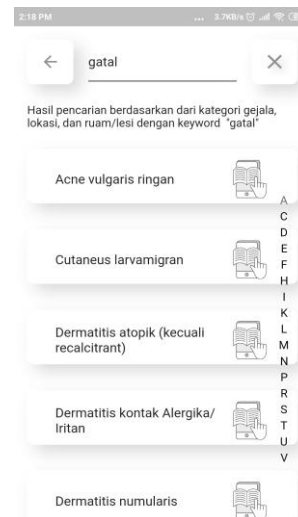 2:18 PM
... 3.7KB/s
gatal
Hasil pencarian berdasarkan dari kategori gejala,
lokasi, dan ruam/lesi dengan keyword "gatal"
Acne vulgaris ringan
Cutaneus larvamigran
Dermatitis atopik (kecuali
recalcitrant)
Dermatitis kontak Alergika/
Iritan
Dermatitis numularis
A
C
D
E
F
H
I
K
L
M
N
P
R
S
T
U
V